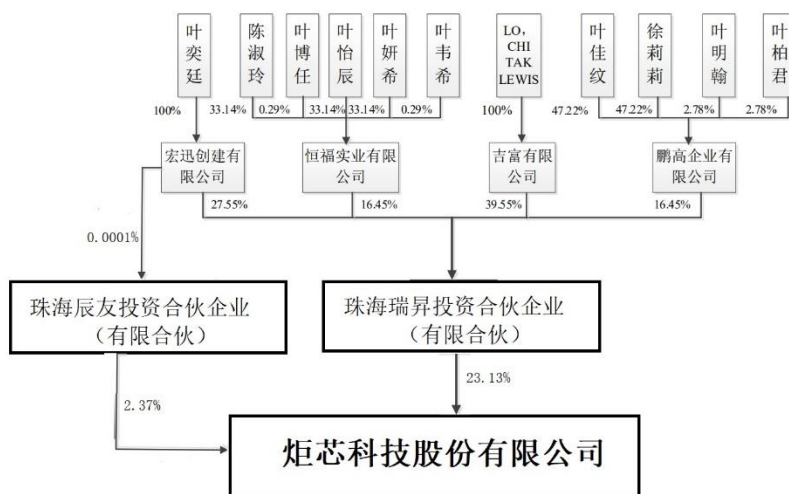 叶奕廷
陈淑玲
叶博任
叶怡辰
叶妍希
叶韦希
LO,
CHI
TAK
LEWIS
叶佳纹
徐莉莉
叶明翰
叶柏君
100%
33.14%
0.29%
33.14%
33.14%
0.29%
100%
47.22%
47.22%
2.78%
2.78%
宏迅创建有
限公司
恒福实业有限公
司
吉富有限公
司
鹏高企业有
限公司
27.55%
16.45%
39.55%
16.45%
0.0001%
珠海辰友投资合伙企业
(有限合伙)
珠海瑞昇投资合伙企业
(有限合伙)
2.37%
23.13%
炬芯科技股份有限公司